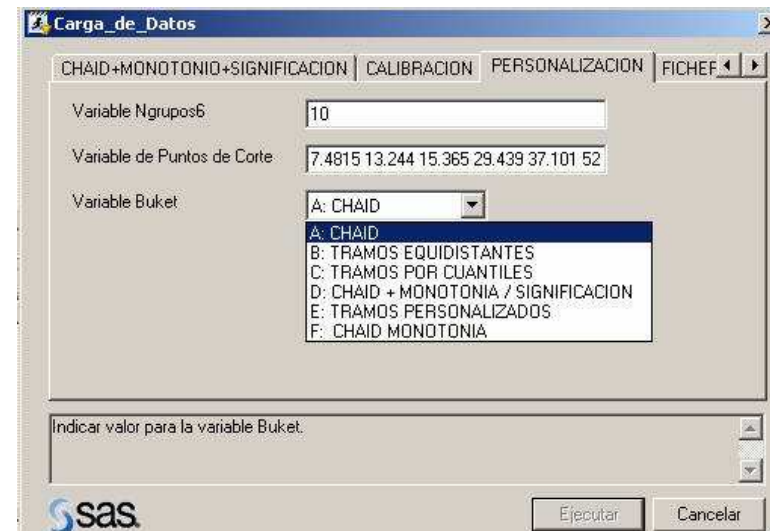 Carga_de_Datos
CHAID+MONOTONIO+SIGNIFICACION CALIBRACION PERSONALIZACION FICHEF
Variable Ngrupos6 10
Variable de Puntos de Corte 7.4815 13.244 15.365 29.439 37.101 52
Variable Buket A: CHAID
A: CHAID
B: TRAMOS EQUIDISTANTES
C: TRAMOS POR CUANTILES
D: CHAID + MONOTONIA / SIGNIFICACION
E: TRAMOS PERSONALIZADOS
F: CHAID MONOTONIA
Indicar valor para la variable Buket.
sas. Ejecutar Cancelar